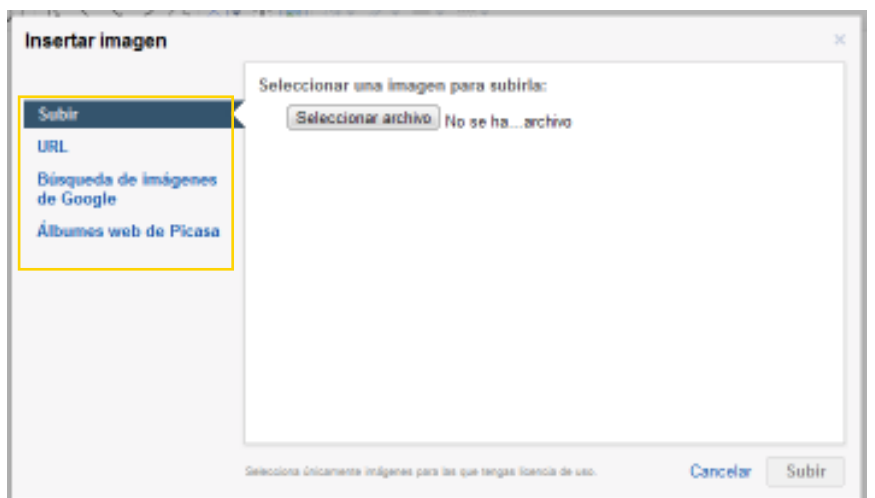 Insertar imagen
×
Seleccionar una imagen para subirla:
Subir
Seleccionar archivo No se ha...archivo
URL
Búsqueda de imágenes
de Google
Álbumes web de Picasa
Selecciona únicamente imágenes para las que tengas licencia de uso.
Cancelar
Subir